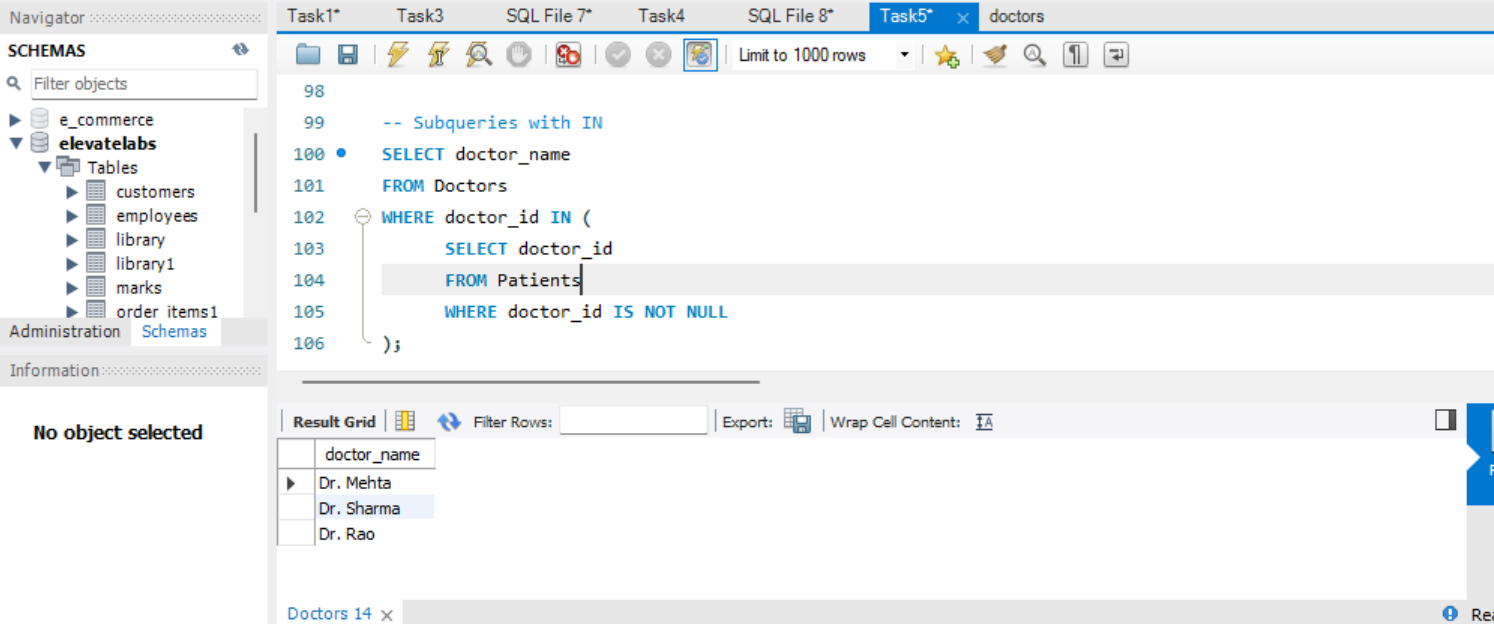 Navigator
SCHEMAS
Filter objects
e_commerce
elevatelabs
Tables
customers
employees
library
library1
marks
order_items1
Administration Schemas
Information
No object selected
Task1* Task3 SQL File 7* Task4 SQL File 8* Task5* × doctors
Limit to 1000 rows
98
99 -- Subqueries with IN
100 SELECT doctor_name
101 FROM Doctors
102 WHERE doctor_id IN (
103 SELECT doctor_id
104 FROM Patients
105 WHERE doctor_id IS NOT NULL
106 );
Result Grid Filter Rows: Export: Wrap Cell Content:
doctor_name
Dr. Mehta
Dr. Sharma
Dr. Rao
Doctors 14 ×